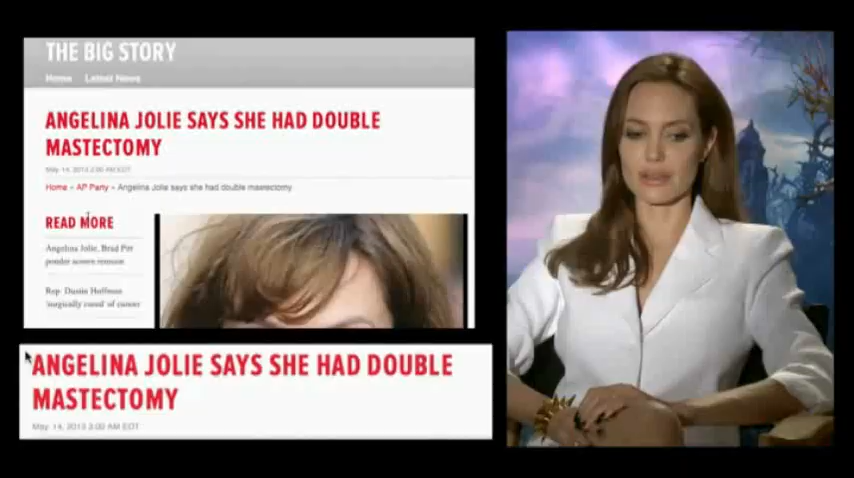 THE BIG STORY
Home Latest News
ANGELINA JOLIE SAYS SHE HAD DOUBLE
MASTECTOMY
May. 14, 2013 3:00 AM EDT
Home » AP Party » Angelina Jolie says she had double mastectomy
READ MORE
Angelina Jolie, Brad Pitt
ponder screen reunion
Rep: Dustin Hoffman
'surgically cured' of cancer
ANGELINA JOLIE SAYS SHE HAD DOUBLE
MASTECTOMY
May. 14, 2013 3:00 AM EDT